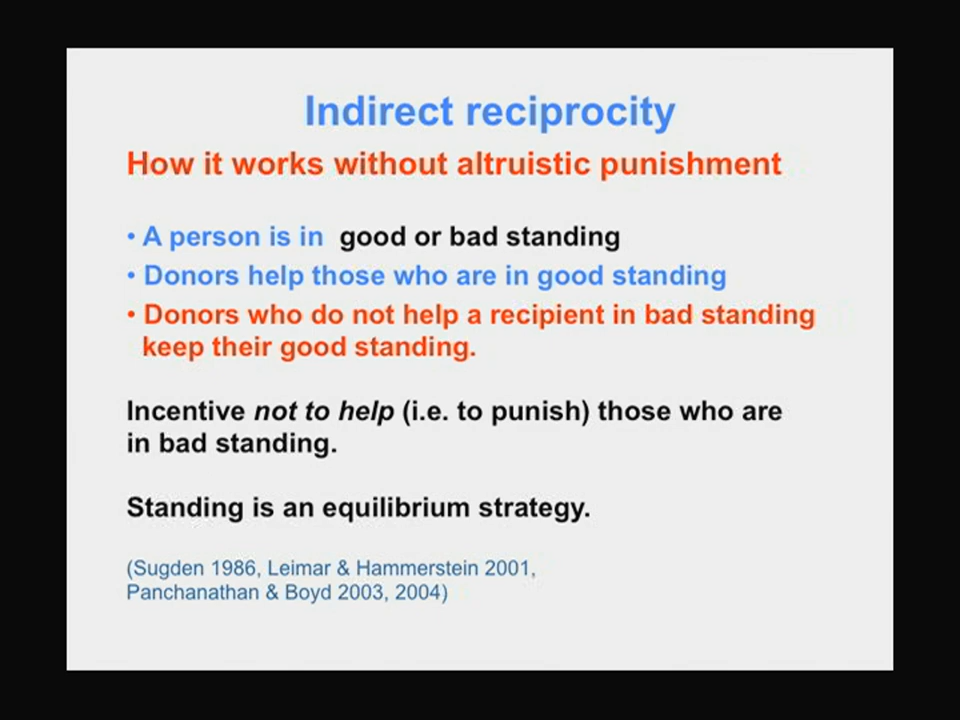 Indirect reciprocity
How it works without altruistic punishment
• A person is in good or bad standing
• Donors help those who are in good standing
• Donors who do not help a recipient in bad standing
keep their good standing.
Incentive not to help (i.e. to punish) those who are
in bad standing.
Standing is an equilibrium strategy.
(Sugden 1986, Leimar & Hammerstein 2001,
Panchanathan & Boyd 2003, 2004)